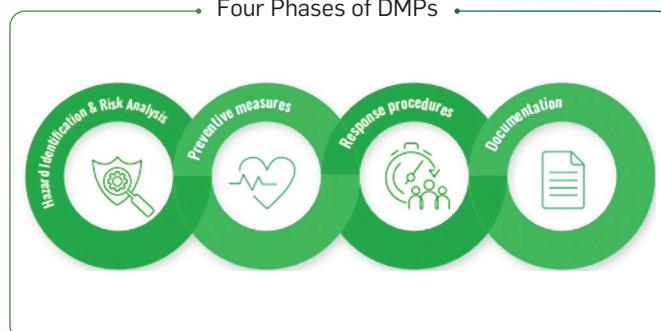 Four Phases of DMPs
Hazard Identification & Risk Analysis
Preventive measures
Response procedures
Documentation